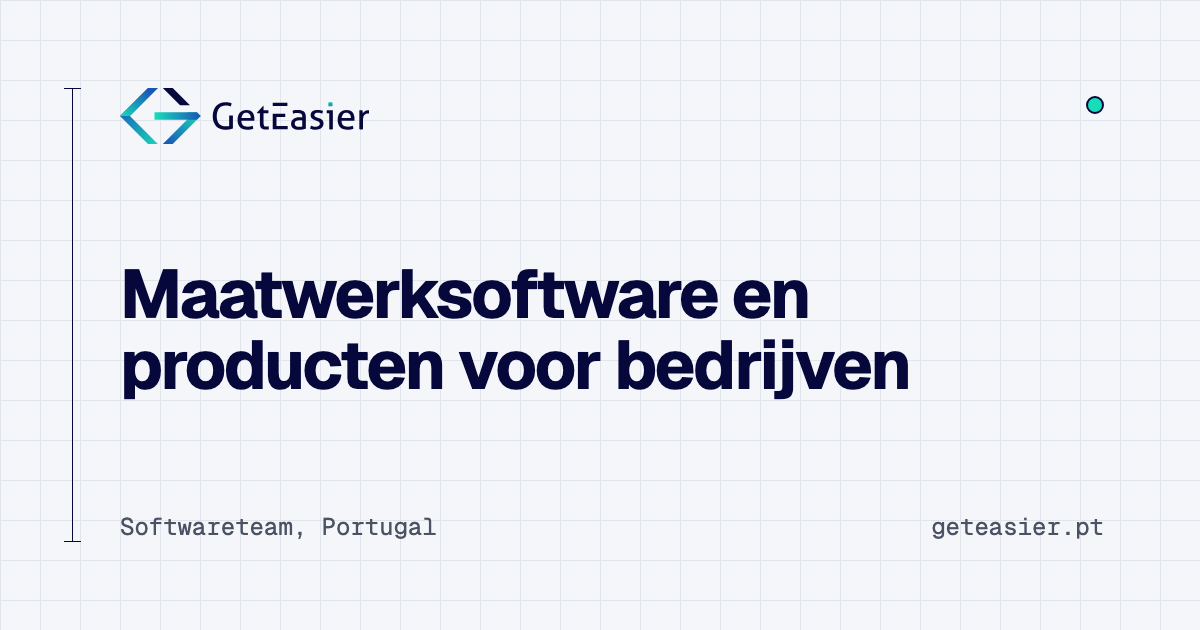 GetEasier
Maatwerksoftware en
producten voor bedrijven
Softwareteam, Portugal
geteasier.pt